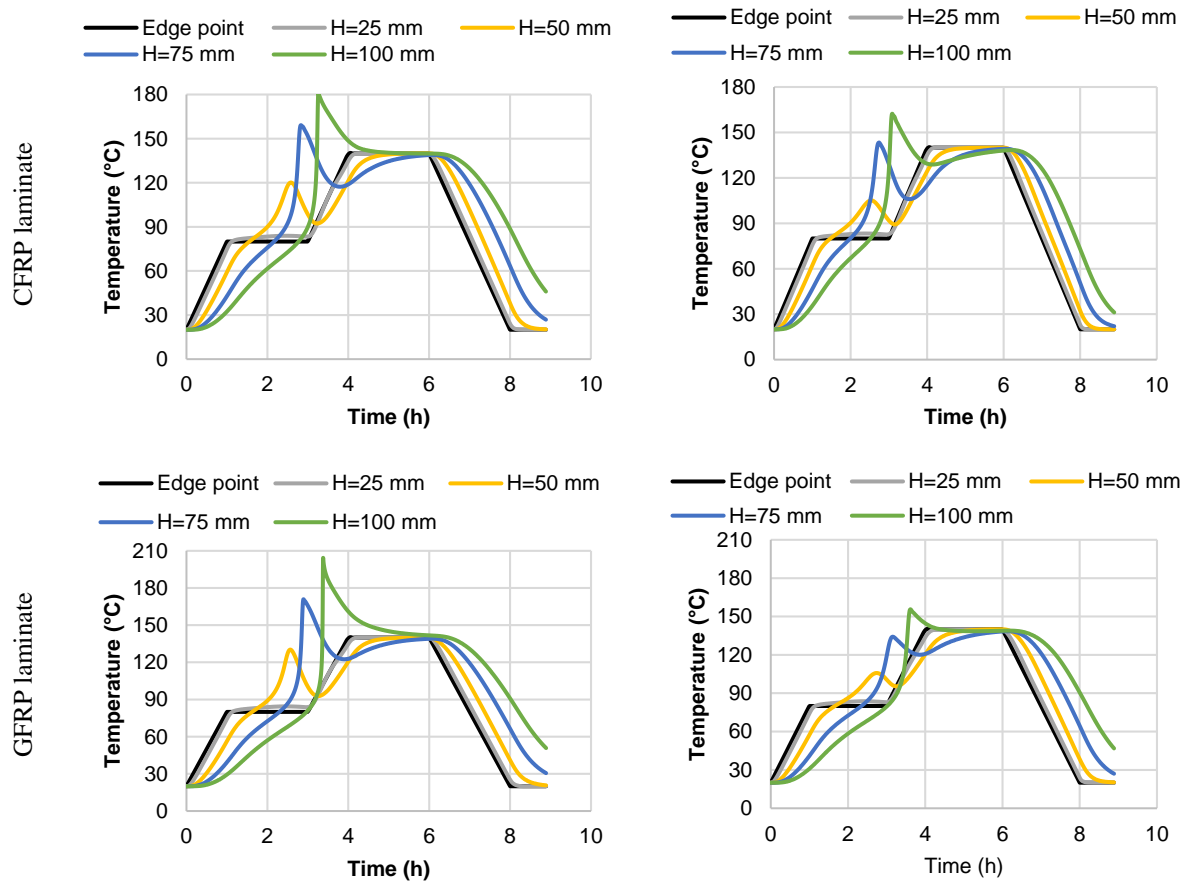 Edge point H=25 mm H=50 mm
H=75 mm H=100 mm
CFRP laminate
Temperature (°C)
180
150
120
90
60
30
0
0 2 4 6 8 10
Time (h)
Edge point H=25 mm H=50 mm
H=75 mm H=100 mm
Temperature (°C)
180
150
120
90
60
30
0
0 2 4 6 8 10
Time (h)
Edge point H=25 mm H=50 mm
H=75 mm H=100 mm
GFRP laminate
Temperature (°C)
210
180
150
120
90
60
30
0
0 2 4 6 8 10
Time (h)
Edge point H=25 mm H=50 mm
H=75 mm H=100 mm
Temperature (°C)
210
180
150
120
90
60
30
0
0 2 4 6 8 10
Time (h)